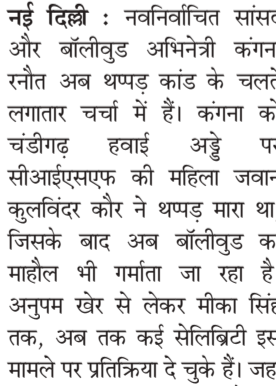 नई दिल्ली : नवनिर्वाचित सांसद
और बॉलीवुड अभिनेत्री कंगन
रनौत अब थप्पड़ कांड के चलते
लगातार चर्चा में हैं। कंगना क
चंडीगढ़ हवाई अड्डे पर
सीआईएसएफ की महिला जवान
कुलविंदर कौर ने थप्पड़ मारा था
जिसके बाद अब बॉलीवुड क
माहौल भी गर्माता जा रहा है
अनुपम खेर से लेकर मीका सिंह
तक, अब तक कई सेलिब्रिटी इस
मामले पर प्रतिक्रिया दे चुके हैं। जह